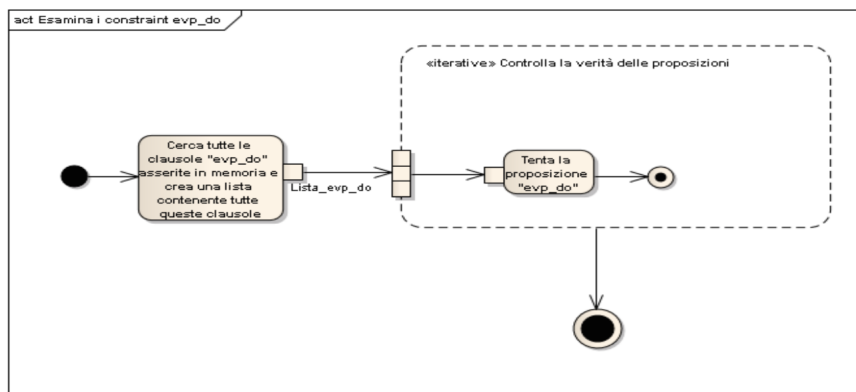 act Esamina i constraint evp_do
«iterative» Controlla la verità delle proposizioni
Cerca tutte le
clausole "evp_do"
asserite in memoria e
crea una lista
contenente tutte
queste clausole
Lista_evp_do
Tenta la
proposizione
"evp_do"